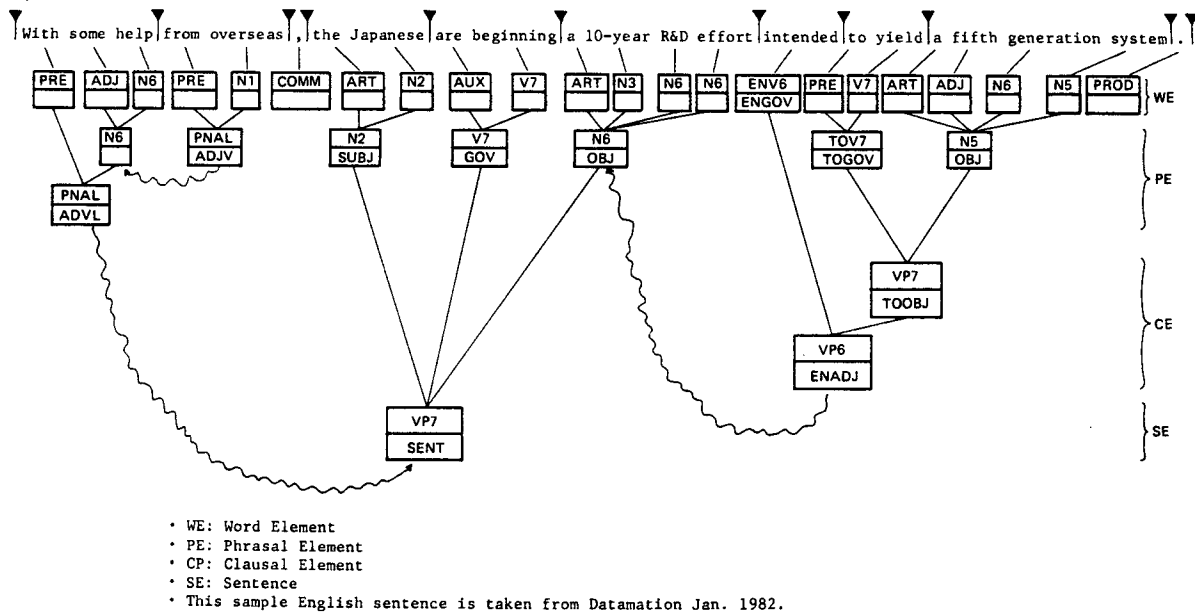 With some help from overseas, the Japanese are beginning a 10-year R&D effort intended to yield a fifth generation system.
PRE ADJ N6 PRE N1 COMM ART N2 AUX V7 ART N3 N6 N6 ENV6 PRE V7 ART ADJ N6 N5 PROD WE
ENGOV
N6 PNAL N2 V7 N6 TOV7 N5
ADJV SUBJ GOV OBJ TOGOV OBJ
PE
PNAL
ADVL
VP7
TOOBJ
CE
VP6
ENADJ
VP7
SENT
SE
• WE: Word Element
• PE: Phrasal Element
• CP: Clausal Element
• SE: Sentence
• This sample English sentence is taken from Datamation Jan. 1982.